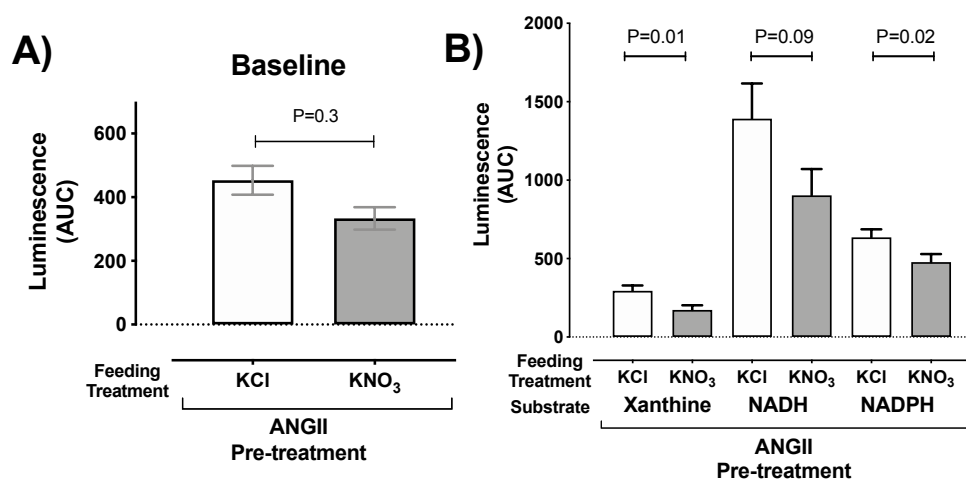 A)
Baseline
P=0.3
600
400
200
0
Luminescence
(AUC)
Feeding
Treatment
KCl KNO₃
ANGII
Pre-treatment
B)
P=0.01 P=0.09 P=0.02
2000
1500
1000
500
0
Luminescence
(AUC)
Feeding
Treatment
KCl KNO₃ KCl KNO₃ KCl KNO₃
Substrate Xanthine NADH NADPH
ANGII
Pre-treatment